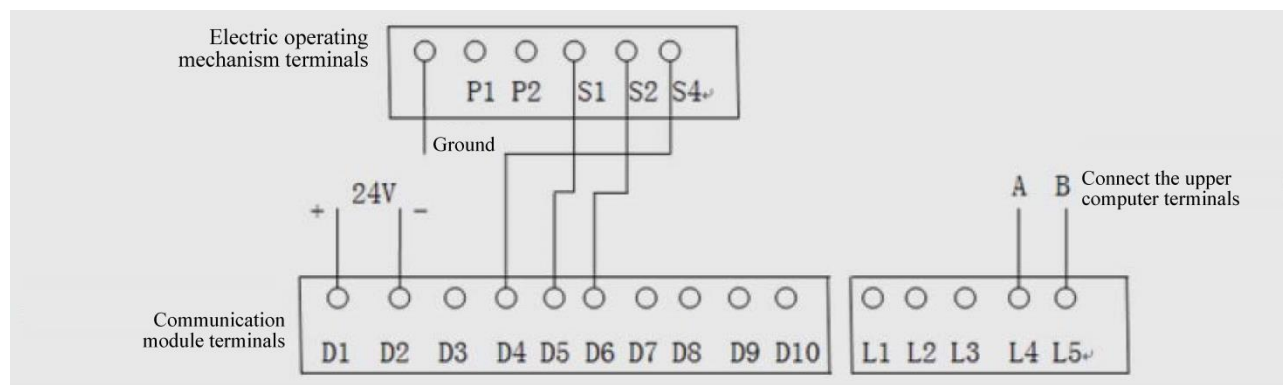 Electric operating
mechanism terminals
P1 P2 S1 S2 S4↵
Ground
24V
+ -
A B
Connect the upper
computer terminals
Communication
module terminals
D1 D2 D3 D4 D5 D6 D7 D8 D9 D10
L1 L2 L3 L4 L5↵